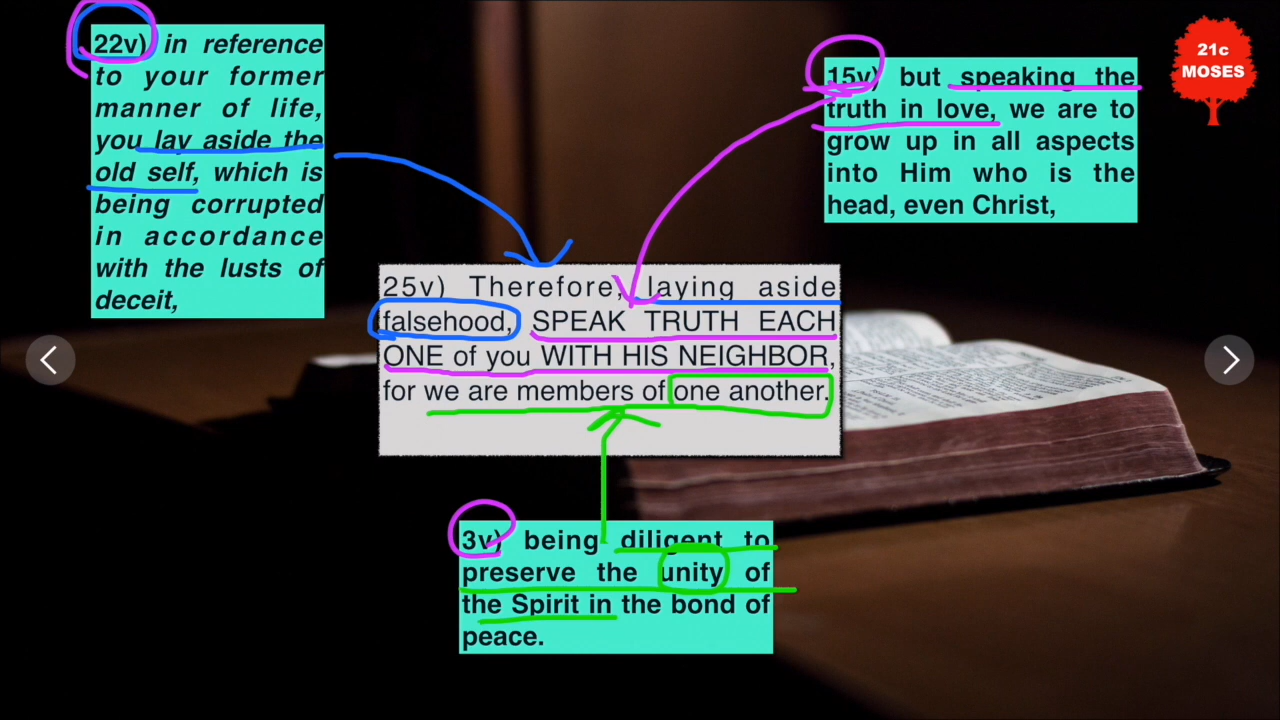 22v) in reference
to your former
manner of life,
you lay aside the
old self, which is
being corrupted
in accordance
with the lusts of
deceit,
15v) but speaking the
truth in love, we are to
grow up in all aspects
into Him who is the
head, even Christ,
21c
MOSES
25v) Therefore, laying aside
falsehood, SPEAK TRUTH EACH
ONE of you WITH HIS NEIGHBOR,
for we are members of one another.
3v) being diligent to
preserve the unity of
the Spirit in the bond of
peace.